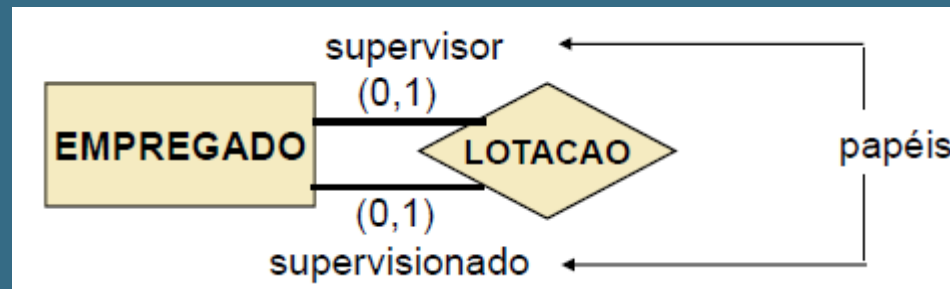 supervisor
(0,1)
EMPREGADO
LOTACAO
papéis
(0,1)
supervisionado